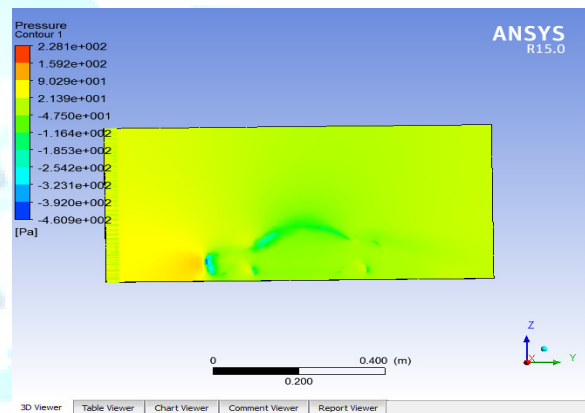 Pressure
Contour 1
2.281e+002
1.592e+002
9.029e+001
2.139e+001
-4.750e+001
-1.164e+002
-1.853e+002
-2.542e+002
-3.231e+002
-3.920e+002
-4.609e+002
[Pa]
ANSYS
R15.0
0 0.400 (m)
0.200
Z
X Y
3D Viewer Table Viewer Chart Viewer Comment Viewer Report Viewer